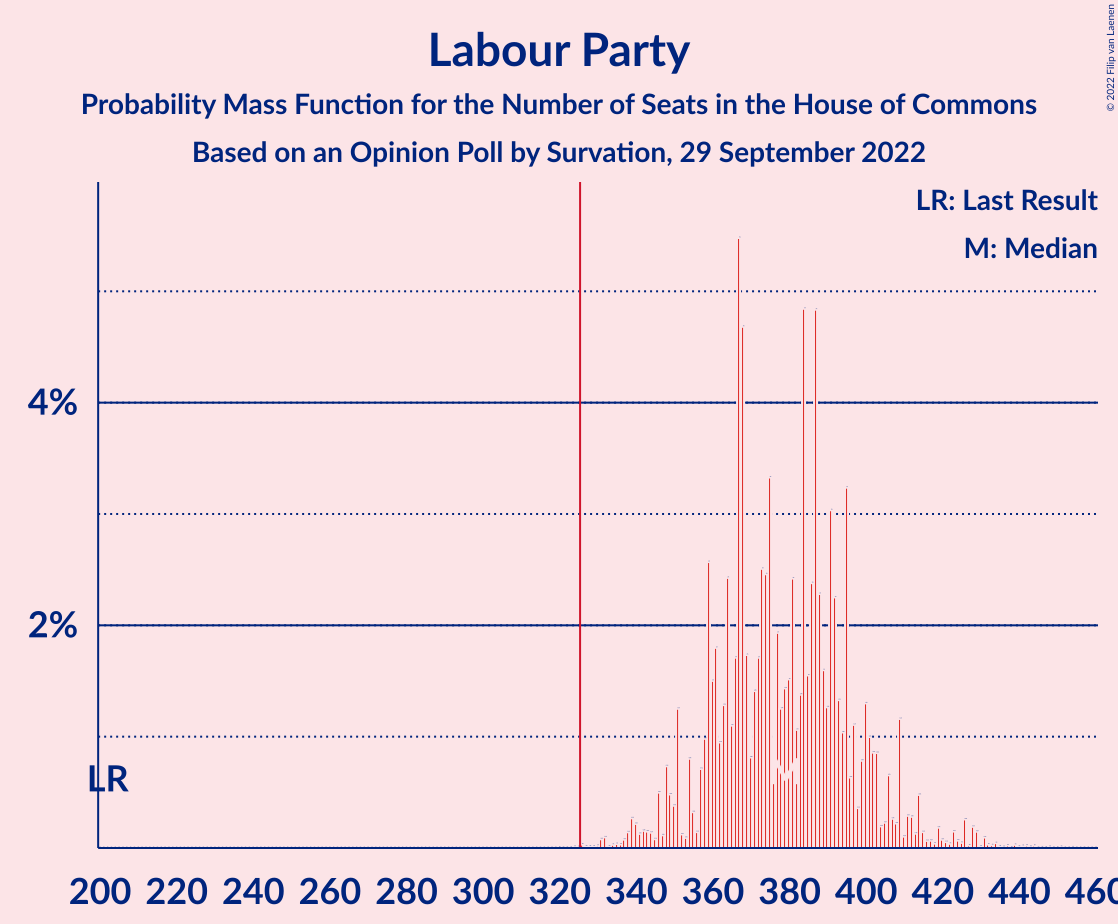 Labour Party
Probability Mass Function for the Number of Seats in the House of Commons
Based on an Opinion Poll by Survation, 29 September 2022
© 2022 Filip van Laenen
LR: Last Result
M: Median
4%
2%
LR
M
200 220 240 260 280 300 320 340 360 380 400 420 440 460